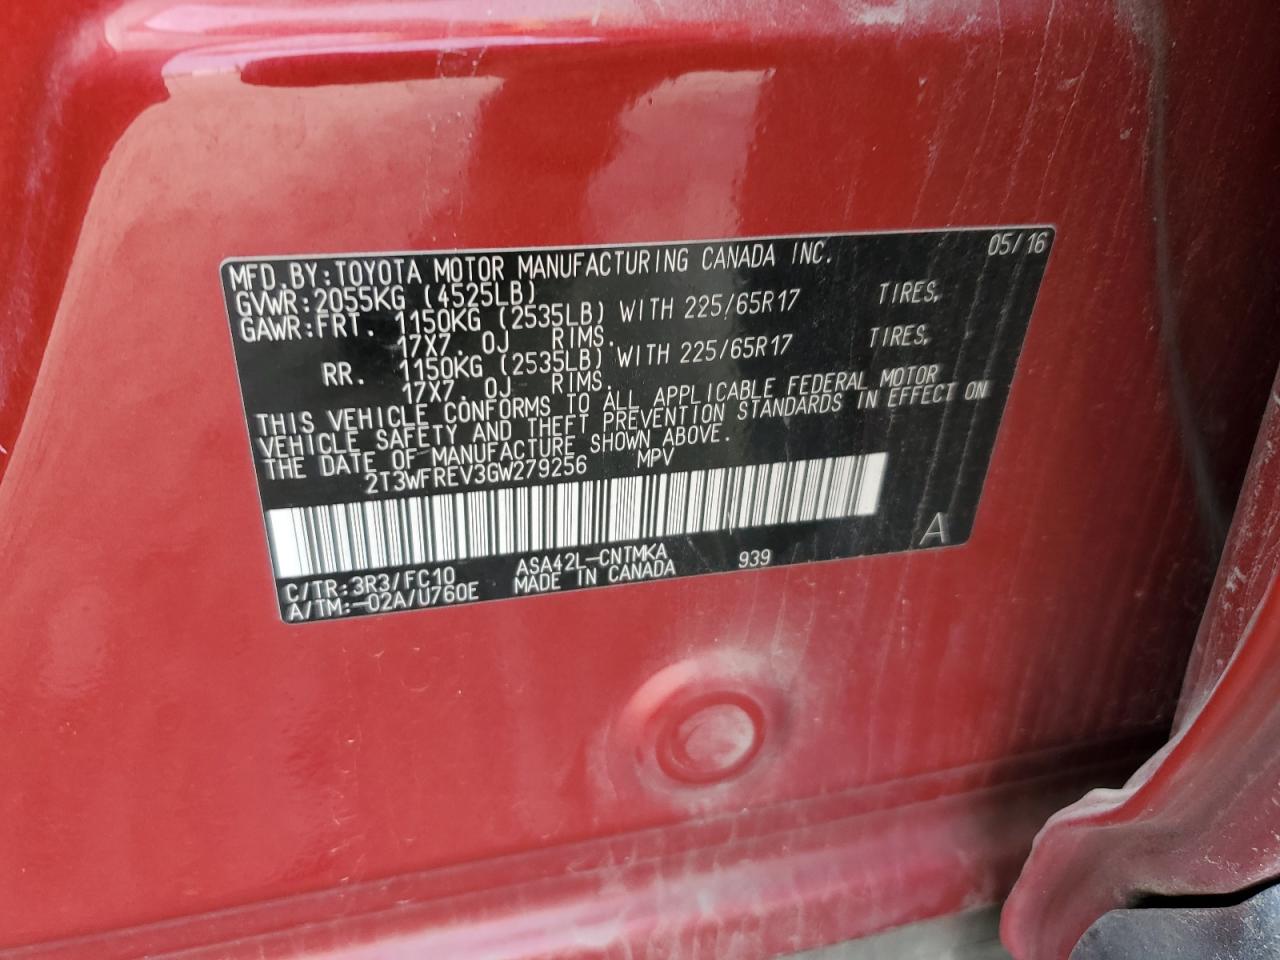 MFD.BY:TOYOTA MOTOR MANUFACTURING CANADA INC. 05/16
GVWR:2055KG (4525LB)
GAWR:FRT. 1150KG (2535LB) WITH 225/65R17 TIRES,
17X7. 0J RIMS.
RR. 1150KG (2535LB) WITH 225/65R17 TIRES,
17X7. 0J RIMS.
THIS VEHICLE CONFORMS TO ALL APPLICABLE FEDERAL MOTOR
VEHICLE SAFETY AND THEFT PREVENTION STANDARDS IN EFFECT ON
THE DATE OF MANUFACTURE SHOWN ABOVE.
2T3WFREV3GW279256 MPV
C/TR:3R3/FC10 ASA42L-CNTMKA 939 A
A/TM:-02A/U760E MADE IN CANADA